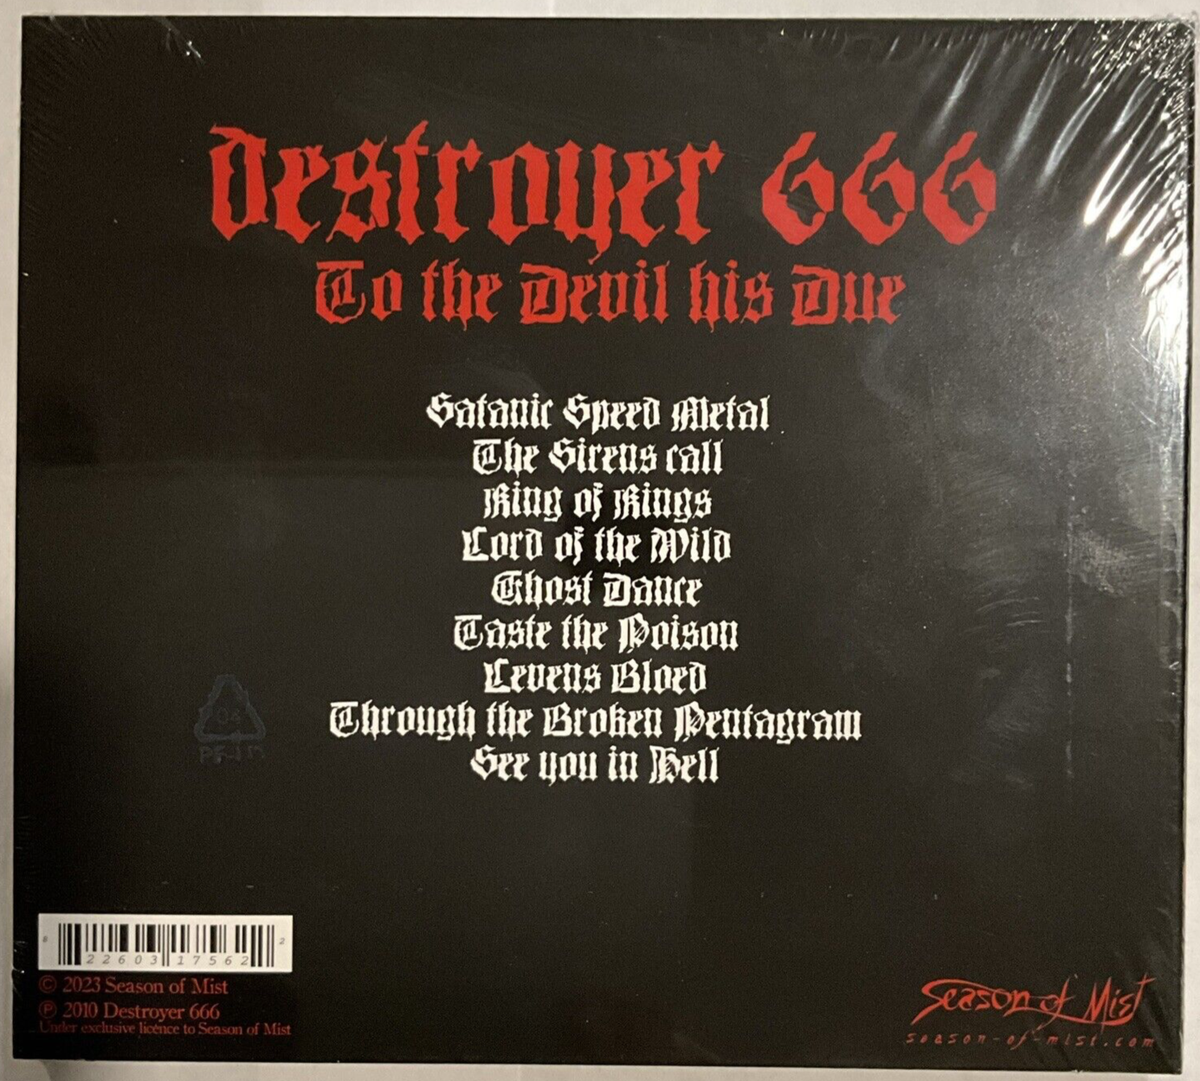 Destroyer 666
To the Devil his Due
Satanic Speed Metal
The Sirens call
King of Kings
Lord of the Wild
Ghost Dance
Taste the Poison
Levens Bloed
Through the Broken Pentagram
See you in Hell
04
8 22603 17562 2
© 2023 Season of Mist
℗ 2010 Destroyer 666
Under exclusive licence to Season of Mist
Season of Mist
season-of-mist.com